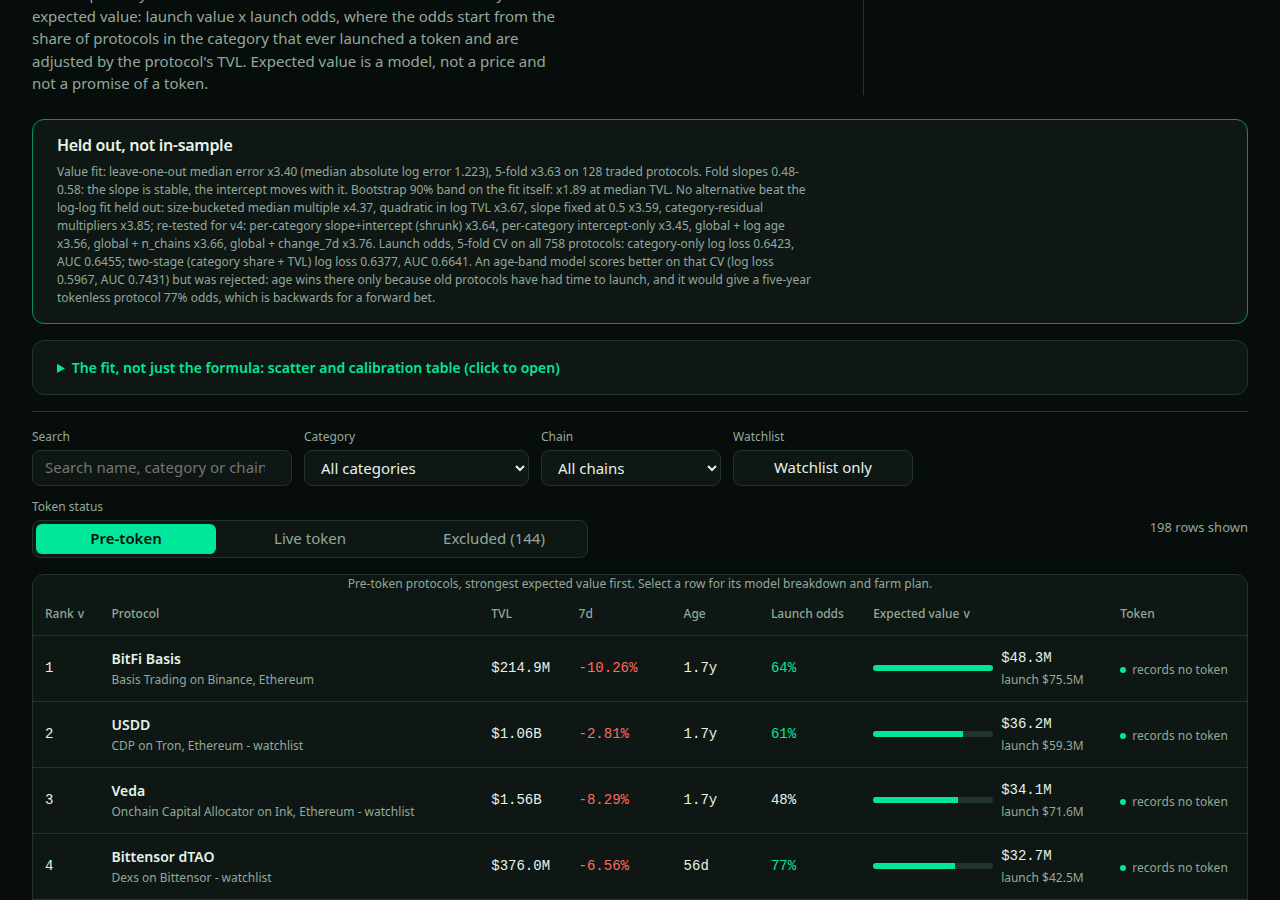 expected value: launch value x launch odds, where the odds start from the
share of protocols in the category that ever launched a token and are
adjusted by the protocol's TVL. Expected value is a model, not a price and
not a promise of a token.
Held out, not in-sample
Value fit: leave-one-out median error x3.40 (median absolute log error 1.223), 5-fold x3.63 on 128 traded protocols. Fold slopes 0.48-
0.58: the slope is stable, the intercept moves with it. Bootstrap 90% band on the fit itself: x1.89 at median TVL. No alternative beat the
log-log fit held out: size-bucketed median multiple x4.37, quadratic in log TVL x3.67, slope fixed at 0.5 x3.59, category-residual
multipliers x3.85; re-tested for v4: per-category slope+intercept (shrunk) x3.64, per-category intercept-only x3.45, global + log age
x3.56, global + n_chains x3.66, global + change_7d x3.76. Launch odds, 5-fold CV on all 758 protocols: category-only log loss 0.6423,
AUC 0.6455; two-stage (category share + TVL) log loss 0.6377, AUC 0.6641. An age-band model scores better on that CV (log loss
0.5967, AUC 0.7431) but was rejected: age wins there only because old protocols have had time to launch, and it would give a five-year
tokenless protocol 77% odds, which is backwards for a forward bet.
▶ The fit, not just the formula: scatter and calibration table (click to open)
Search Category Chain Watchlist
Search name, category or chain All categories All chains Watchlist only
Token status
Pre-token Live token Excluded (144) 198 rows shown
Pre-token protocols, strongest expected value first. Select a row for its model breakdown and farm plan.
Rank v Protocol TVL 7d Age Launch odds Expected value v Token
1 BitFi Basis $214.9M -10.26% 1.7y 64% $48.3M records no token
Basis Trading on Binance, Ethereum launch $75.5M
2 USDD $1.06B -2.81% 1.7y 61% $36.2M records no token
CDP on Tron, Ethereum - watchlist launch $59.3M
3 Veda $1.56B -8.29% 1.7y 48% $34.1M records no token
Onchain Capital Allocator on Ink, Ethereum - watchlist launch $71.6M
4 Bittensor dTAO $376.0M -6.56% 56d 77% $32.7M records no token
Dexs on Bittensor - watchlist launch $42.5M